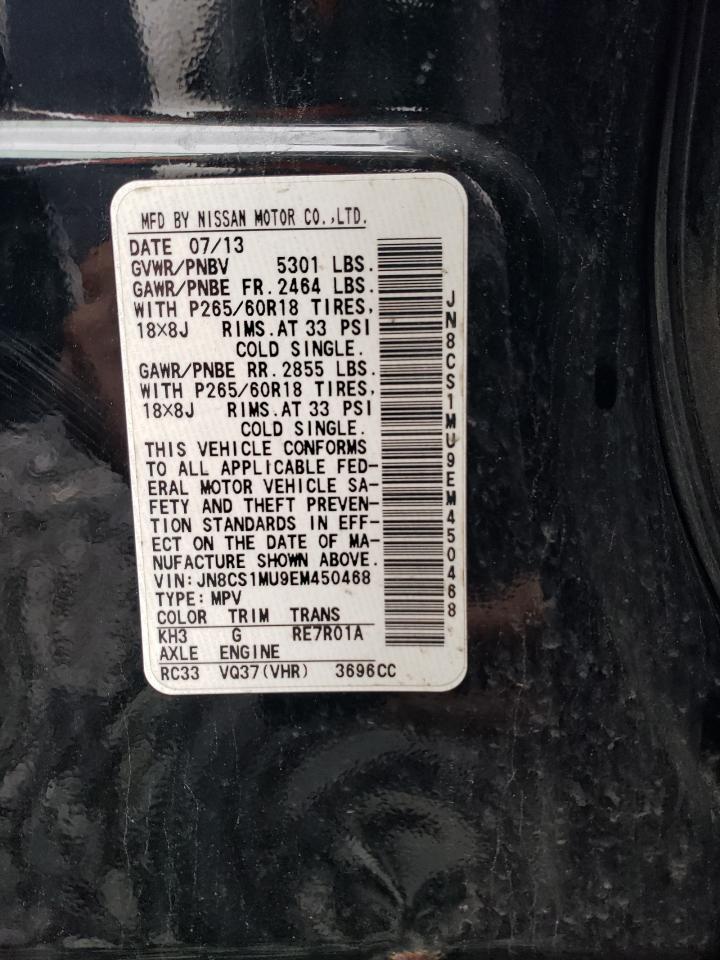 MFD BY NISSAN MOTOR CO.,LTD.
DATE 07/13
GVWR/PNBV 5301 LBS.
GAWR/PNBE FR. 2464 LBS.
WITH P265/60R18 TIRES,
18×8J RIMS. AT 33 PSI
COLD SINGLE.
GAWR/PNBE RR. 2855 LBS.
WITH P265/60R18 TIRES,
18×8J RIMS. AT 33 PSI
COLD SINGLE.
THIS VEHICLE CONFORMS
TO ALL APPLICABLE FED-
ERAL MOTOR VEHICLE SA-
FETY AND THEFT PREVEN-
TION STANDARDS IN EFF-
ECT ON THE DATE OF MA-
NUFACTURE SHOWN ABOVE.
VIN: JN8CS1MU9EM450468
TYPE: MPV
COLOR TRIM TRANS
KH3 G RE7R01A
AXLE ENGINE
RC33 VQ37(VHR) 3696CC
JN8CS1MU9EM450468